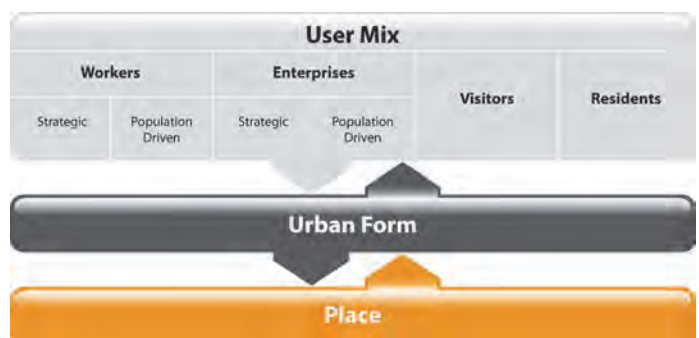 User Mix
Workers
Enterprises
Visitors
Residents
Strategic
Population
Driven
Strategic
Population
Driven
Urban Form
Place